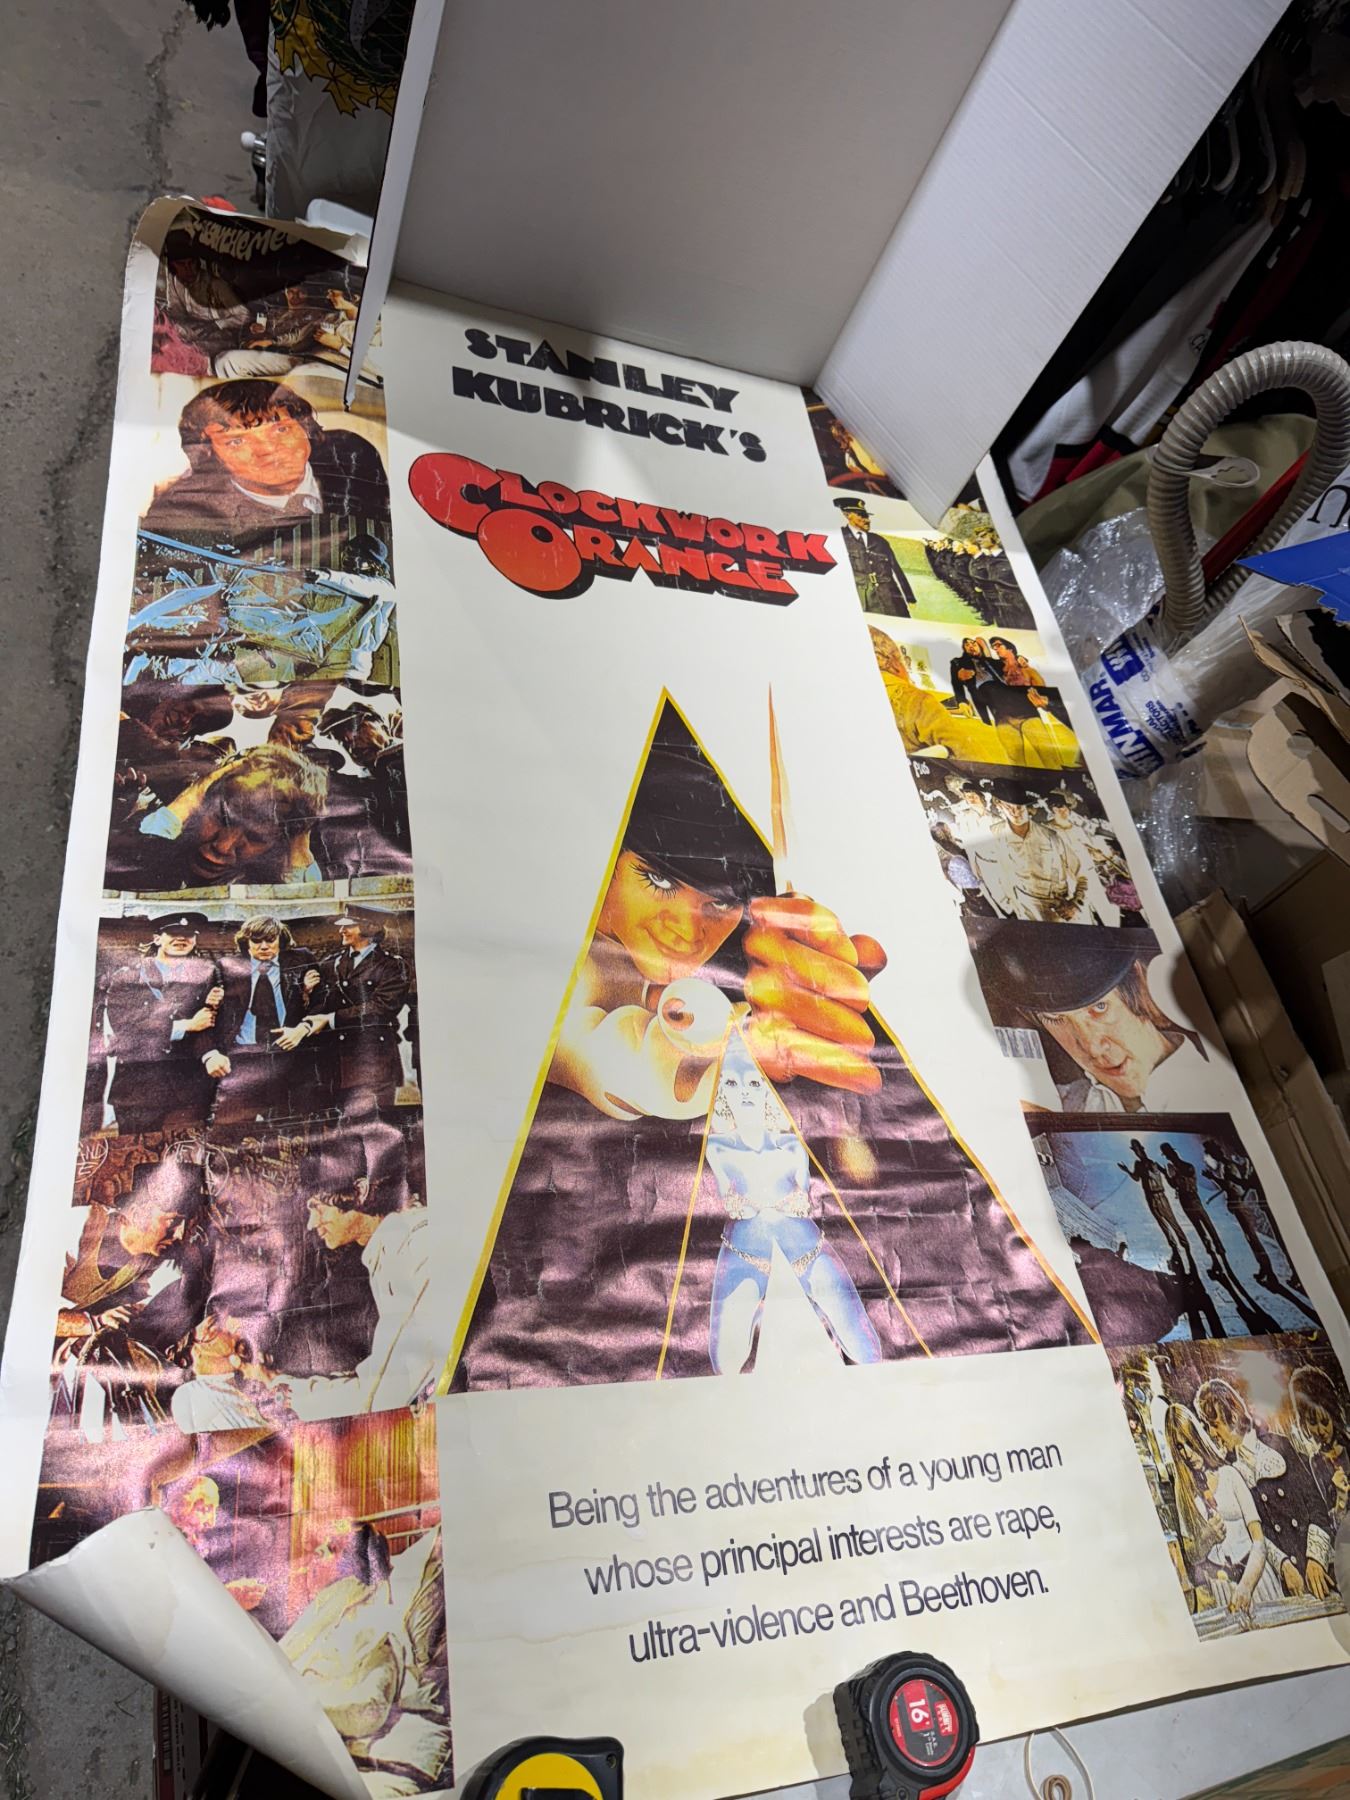 STANLEY
KUBRICK'S
CLOCKWORK
ORANGE
Being the adventures of a young man
whose principal interests are rape,
ultra-violence and Beethoven.
16'